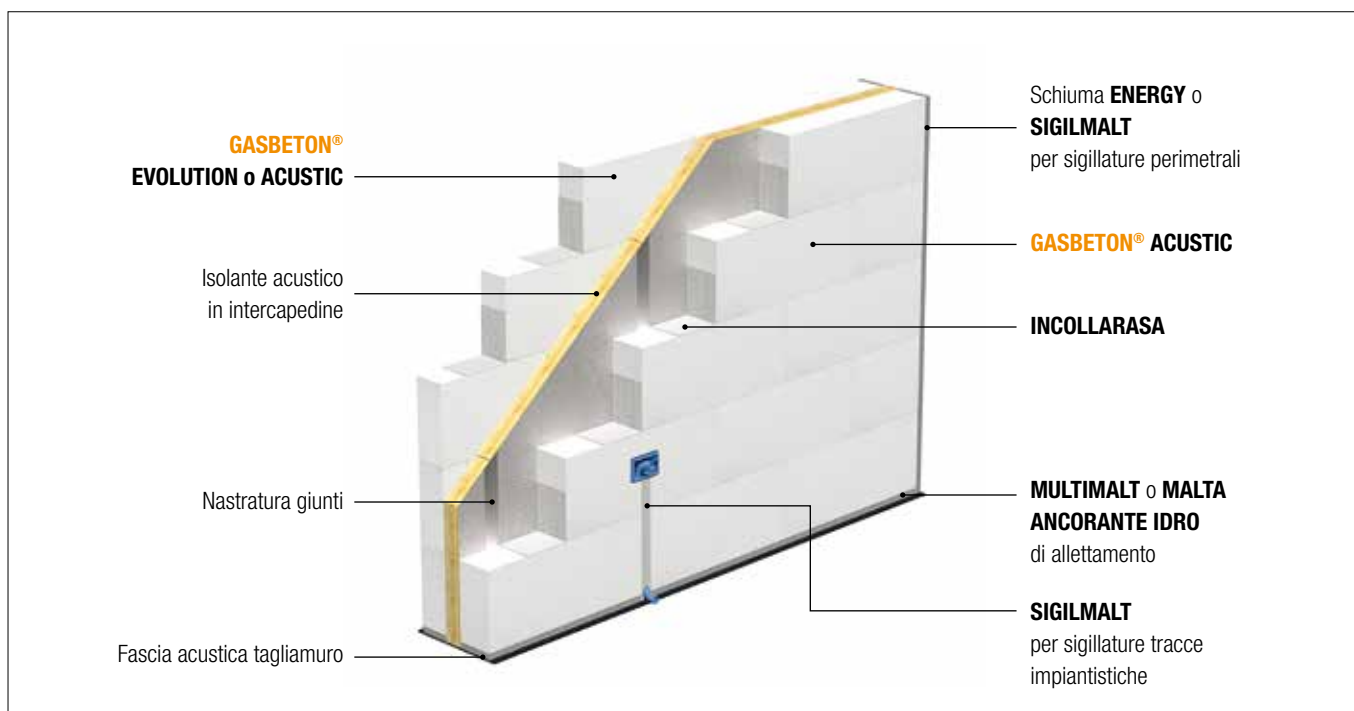 GASBETON®
EVOLUTION o ACUSTIC
Isolante acustico
in intercapedine
Nastratura giunti
Fascia acustica tagliamuro
Schiuma ENERGY o
SIGILMALT
per sigillature perimetrali
GASBETON® ACUSTIC
INCOLLARASA
MULTIMALT o MALTA
ANCORANTE IDRO
di allettamento
SIGILMALT
per sigillature tracce
impiantistiche